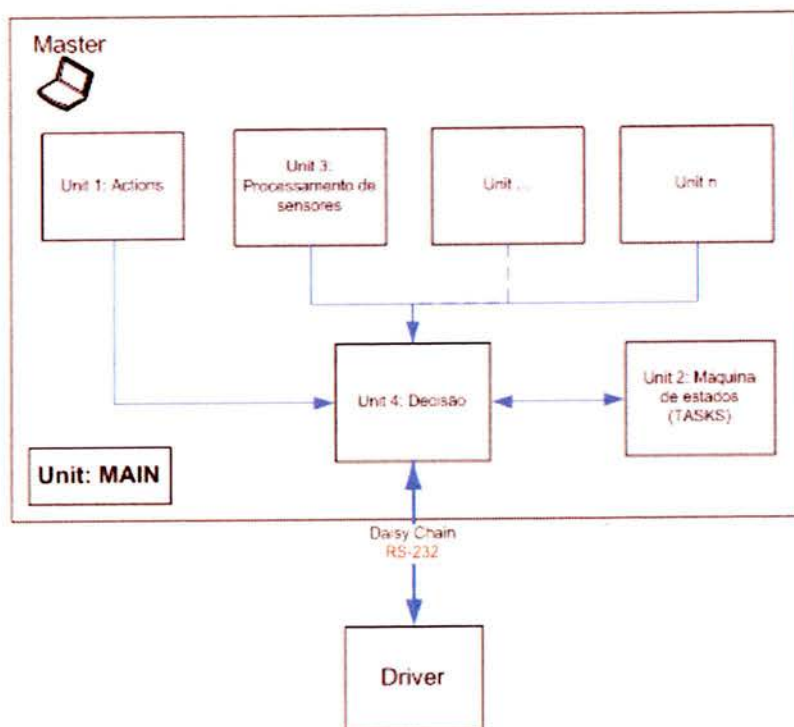 Master
Unit 1: Actions
Unit 3:
Processamento de
sensores
Unit ...
Unit n
Unit 4: Decisão
Unit 2: Maquina
de estados
(TASKS)
Unit: MAIN
Daisy Chain
RS-232
Driver